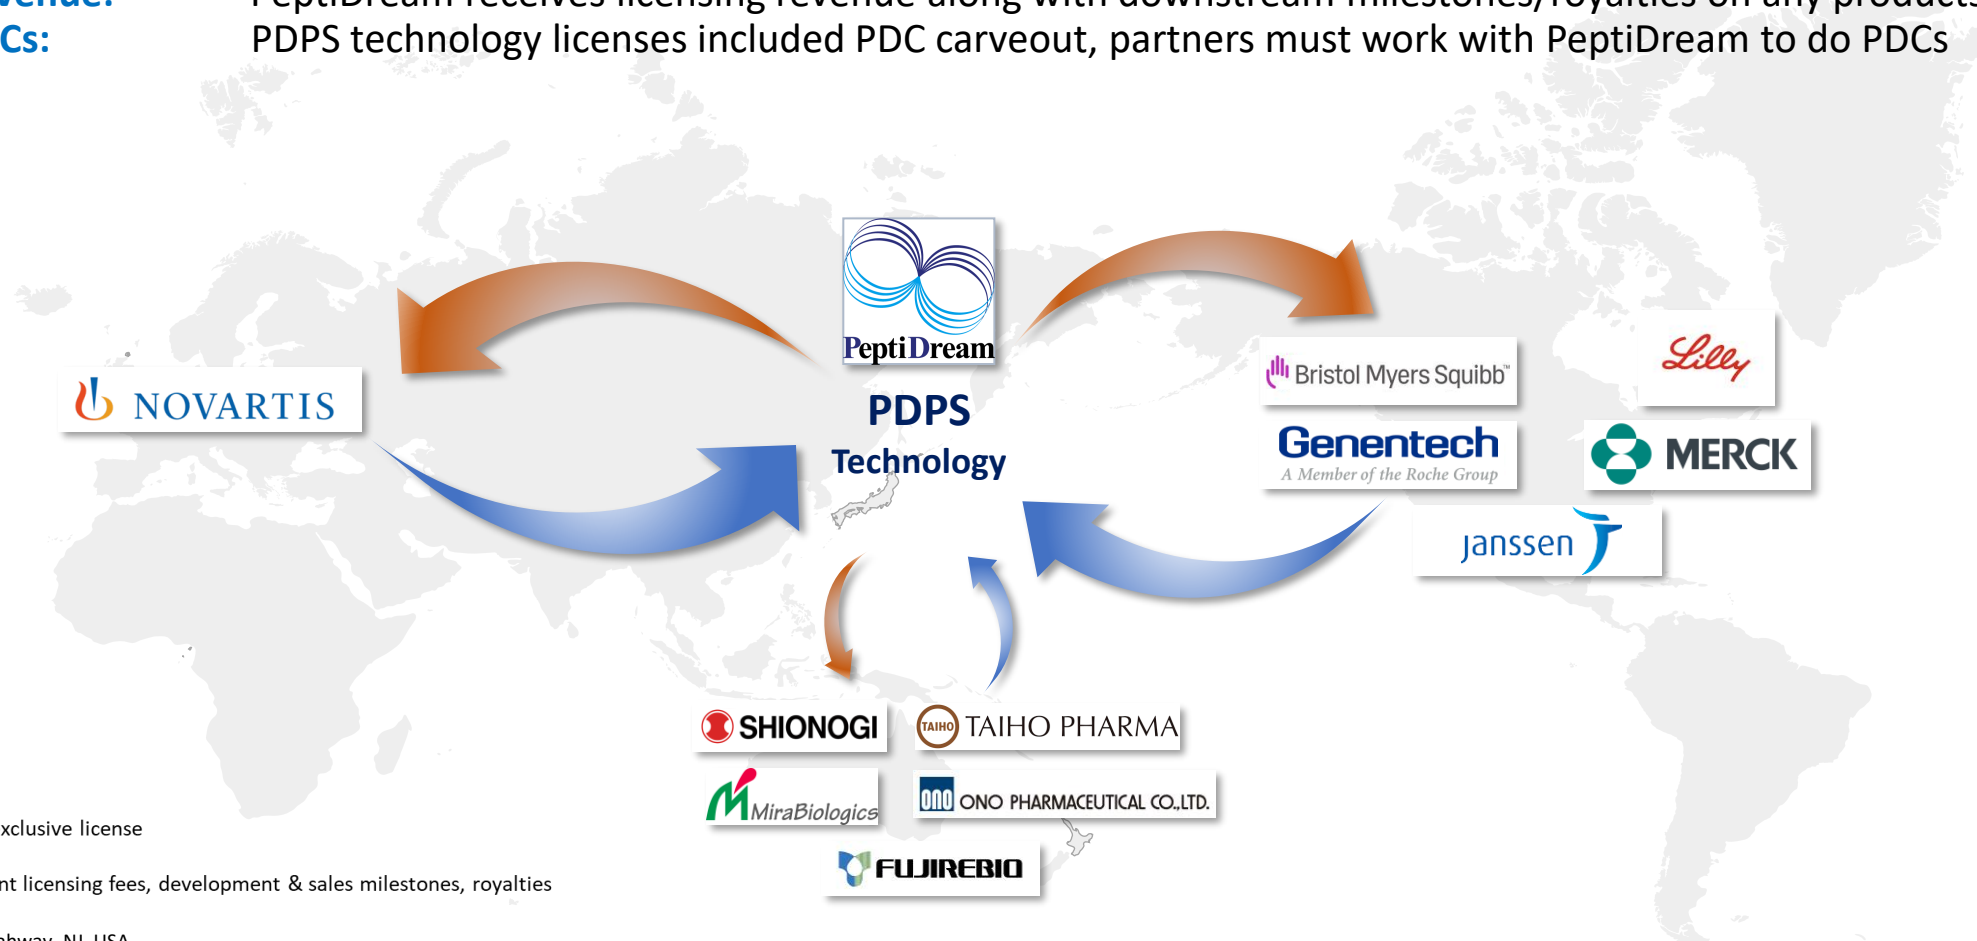 PeptiDream receives licensing revenue along with downstream milestones/royalties on any products
Cs: PDPS technology licenses included PDC carveout, partners must work with PeptiDream to do PDCs
PeptiDream
PDPS
Technology
NOVARTIS
Bristol Myers Squibb™
Lilly
Genentech
A Member of the Roche Group
MERCK
Janssen
SHIONOGI
TAIHO TAIHO PHARMA
MiraBiologics
ono ONO PHARMACEUTICAL CO.,LTD.
FUJIREBIO
xclusive license
nt licensing fees, development & sales milestones, royalties
NJ, USA